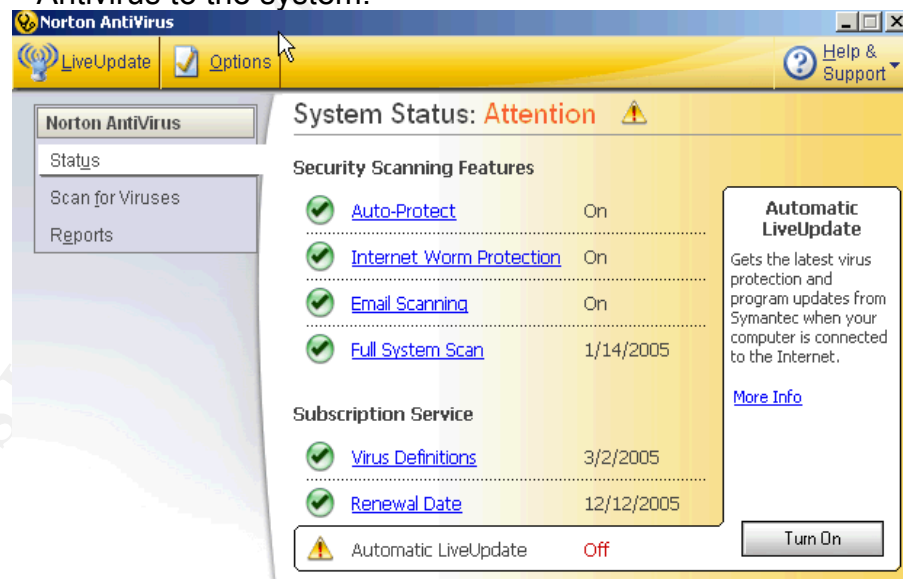 AntiVirus to the system.
Norton AntiVirus
LiveUpdate Options Help & Support
Norton AntiVirus
Status
Scan for Viruses
Reports
System Status: Attention
Security Scanning Features
Auto-Protect On
Internet Worm Protection On
Email Scanning On
Full System Scan 1/14/2005
Subscription Service
Virus Definitions 3/2/2005
Renewal Date 12/12/2005
Automatic LiveUpdate Off
Automatic
LiveUpdate
Gets the latest virus
protection and
program updates from
Symantec when your
computer is connected
to the Internet.
More Info
Turn On